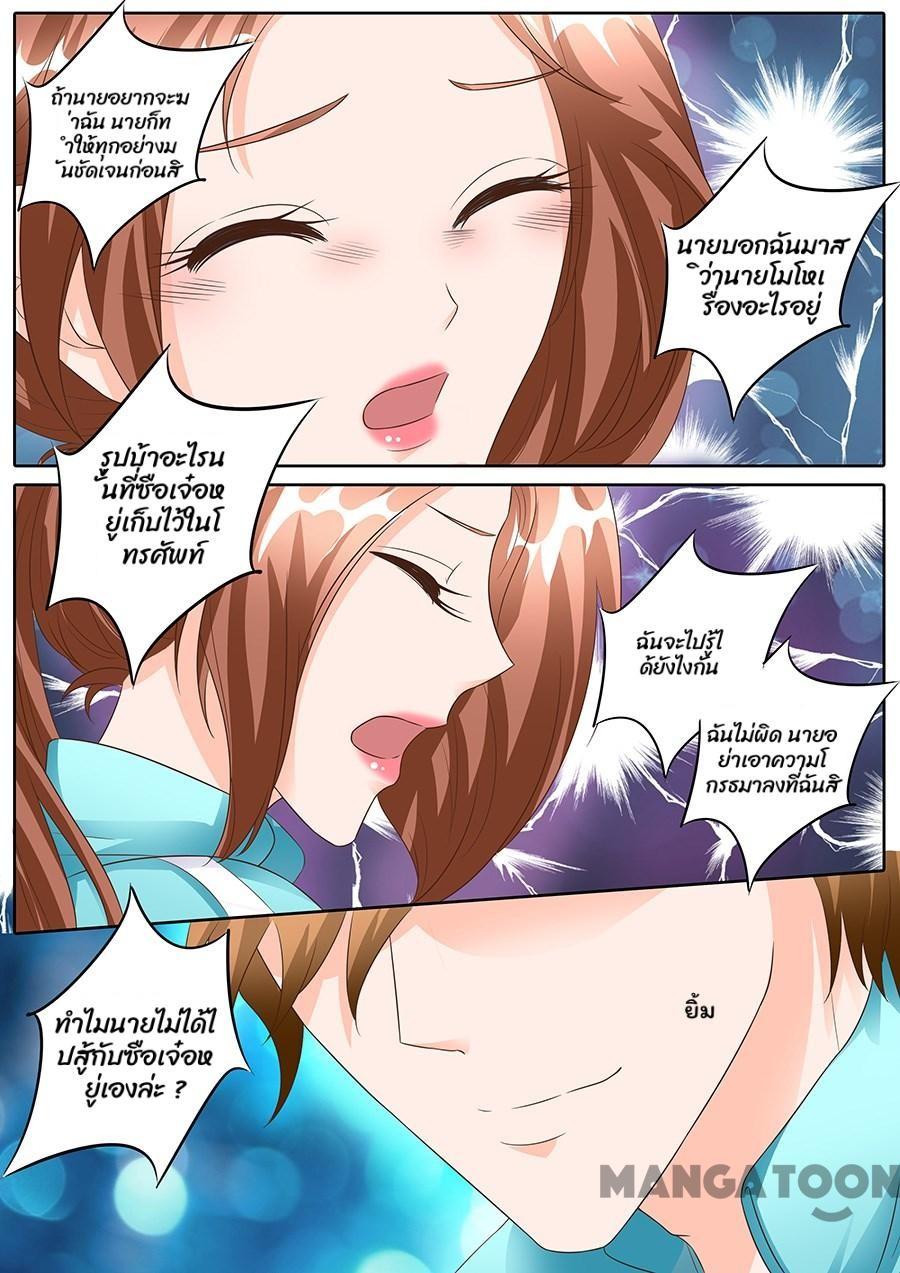 ถ้านายอยากจะฆ
่าฉัน นายก็ท
ำให้ทุกอย่างม
ันชัดเจนก่อนสิ
นายบอกฉันมาส
ิว่านายโมโหเ
รื่องอะไรอยู่
รูปบ้าอะไรน
ั้นที่ซือเจ๋อห
ยู่เก็บไว้ในโ
ทรศัพท์
ฉันจะไปรู้ไ
ด้ยังไงกัน
ฉันไม่ผิด นายอ
ย่าเอาความโ
กรธมาลงที่ฉันสิ
ทำไมนายไม่ได้ไ
ปสู้กับซือเจ๋อห
ยู่เองล่ะ ?
ยิ้ม
MANGATOON